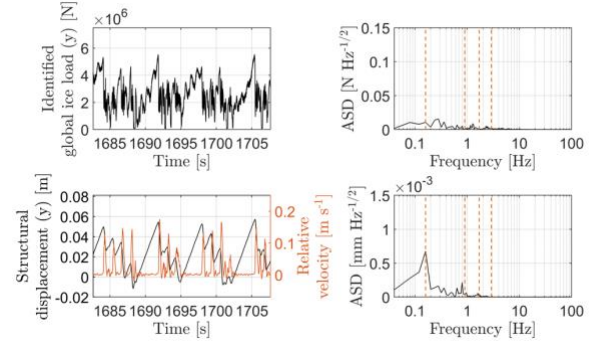 ×10⁶
Identified
global ice load (y) [N]
6
4
2
0
1685 1690 1695 1700 1705
Time [s]
ASD [N Hz⁻¹/²]
0.15
0.1
0.05
0
0.1 1 10 100
Frequency [Hz]
Structural
displacement (y) [m]
0.08
0.06
0.04
0.02
0
-0.02
0.2
0.1
0
Relative
velocity [m s⁻¹]
1685 1690 1695 1700 1705
Time [s]
×10⁻³
ASD [mm Hz⁻¹/²]
1.5
1
0.5
0
0.1 1 10 100
Frequency [Hz]